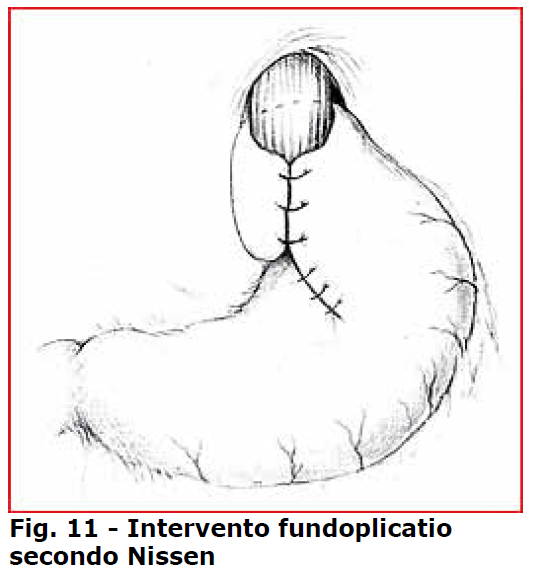 Fig. 11 - Intervento fundoplicatio
secondo Nissen